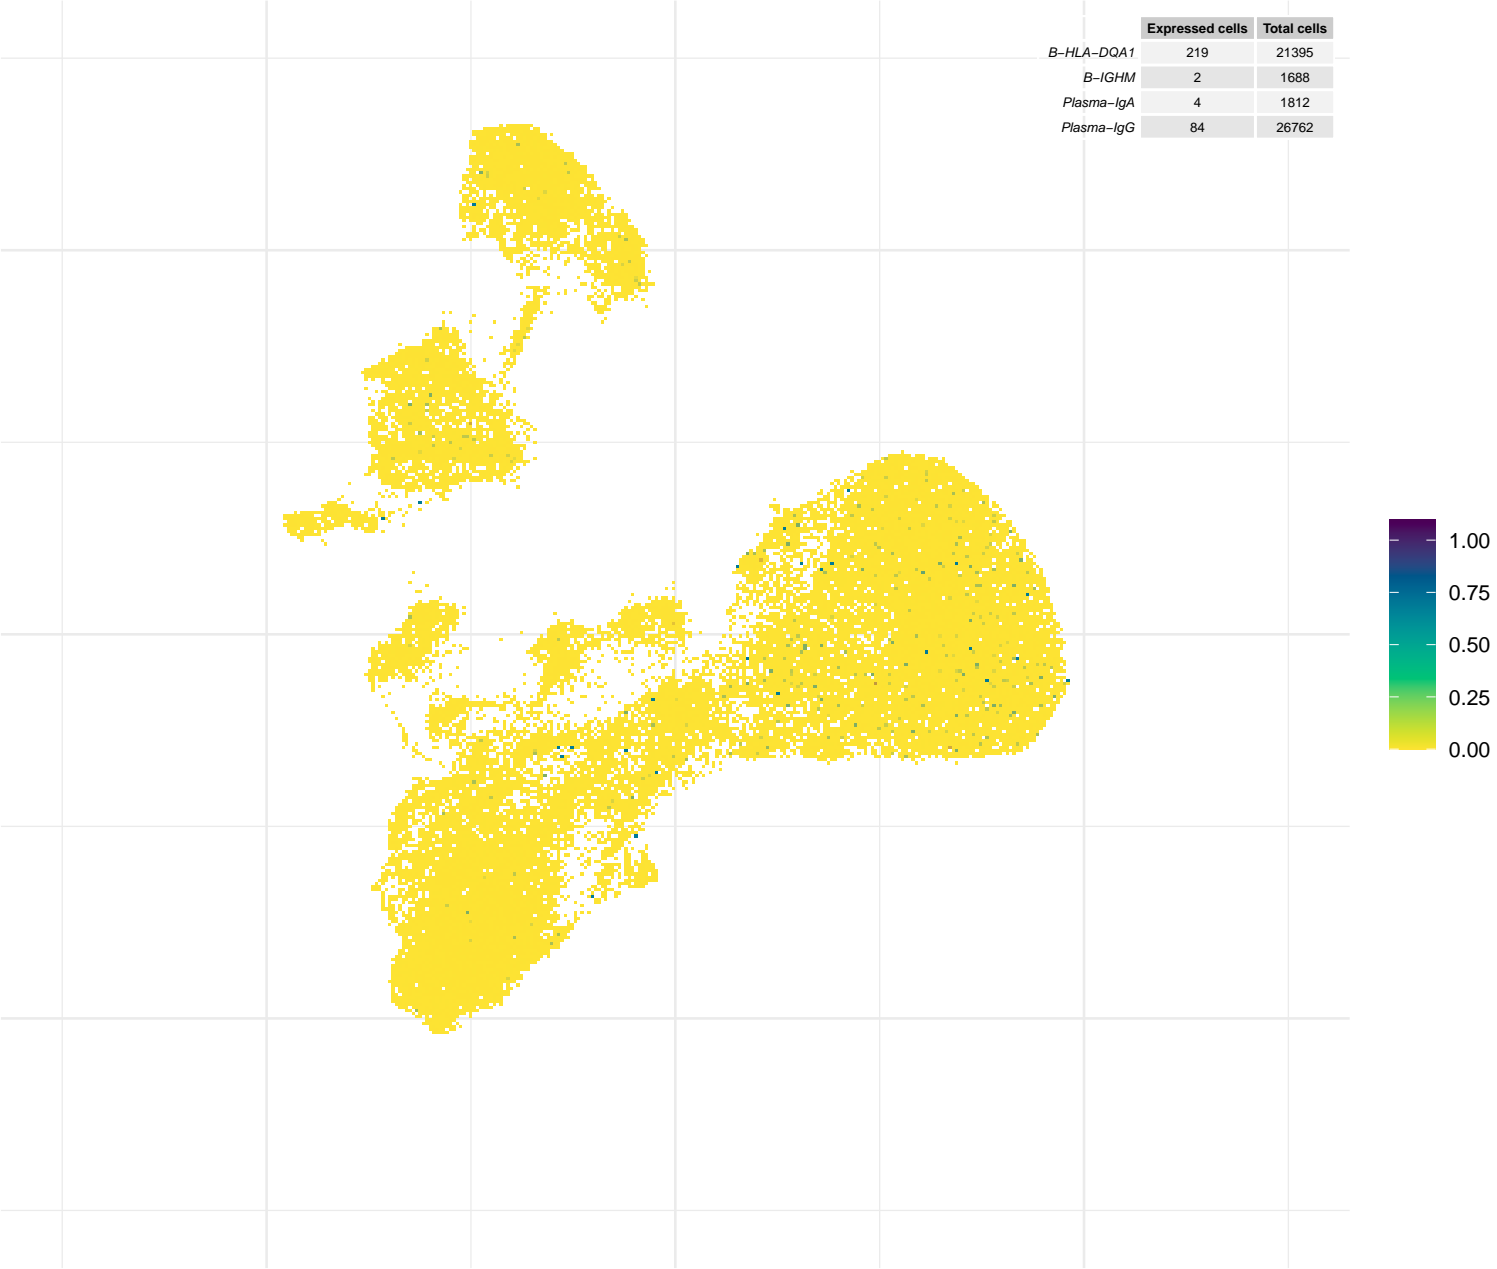 Expressed cells Total cells
B−HLA−DQA1 219 21395
B−IGHM 2 1688
Plasma−IgA 4 1812
Plasma−IgG 84 26762
1.00
0.75
0.50
0.25
0.00